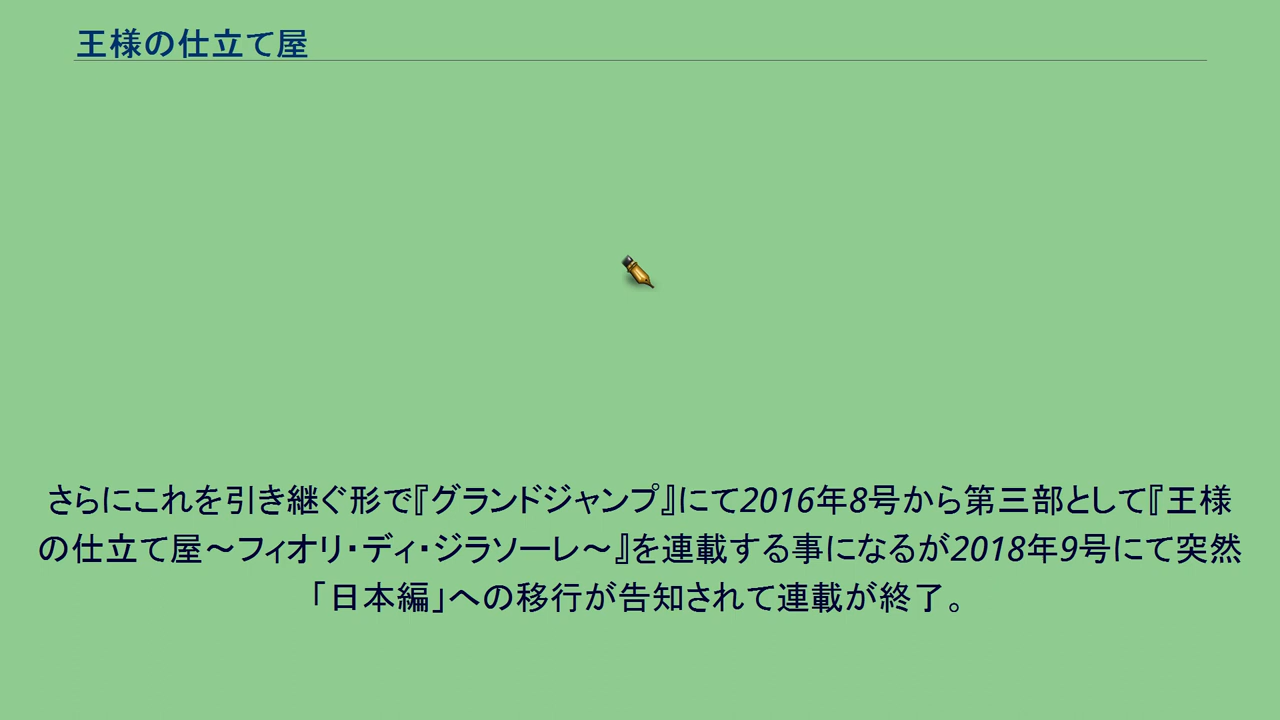 王様の仕立て屋
さらにこれを引き継ぐ形で『グランドジャンプ』にて2016年8号から第三部として『王様
の仕立て屋〜フィオリ・ディ・ジラソーレ〜』を連載する事になるが2018年9号にて突然
「日本編」への移行が告知されて連載が終了。